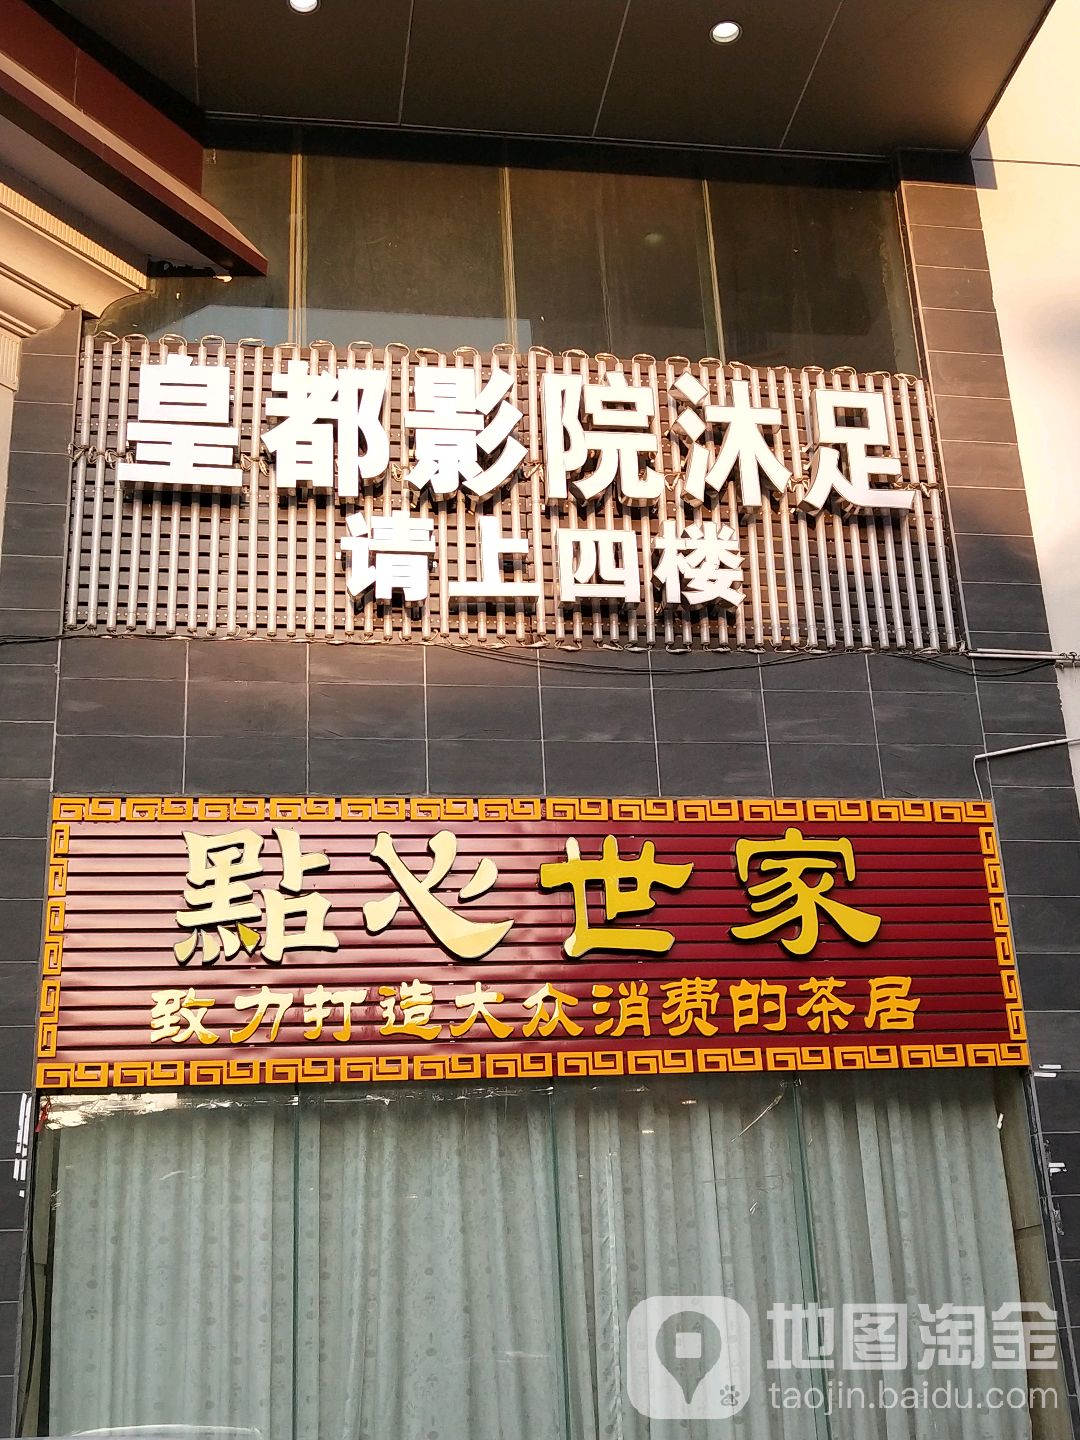 皇都影院沐足
请上四楼
點心世家
致力打造大众消费的茶居
地图淘金
taojin.baidu.com